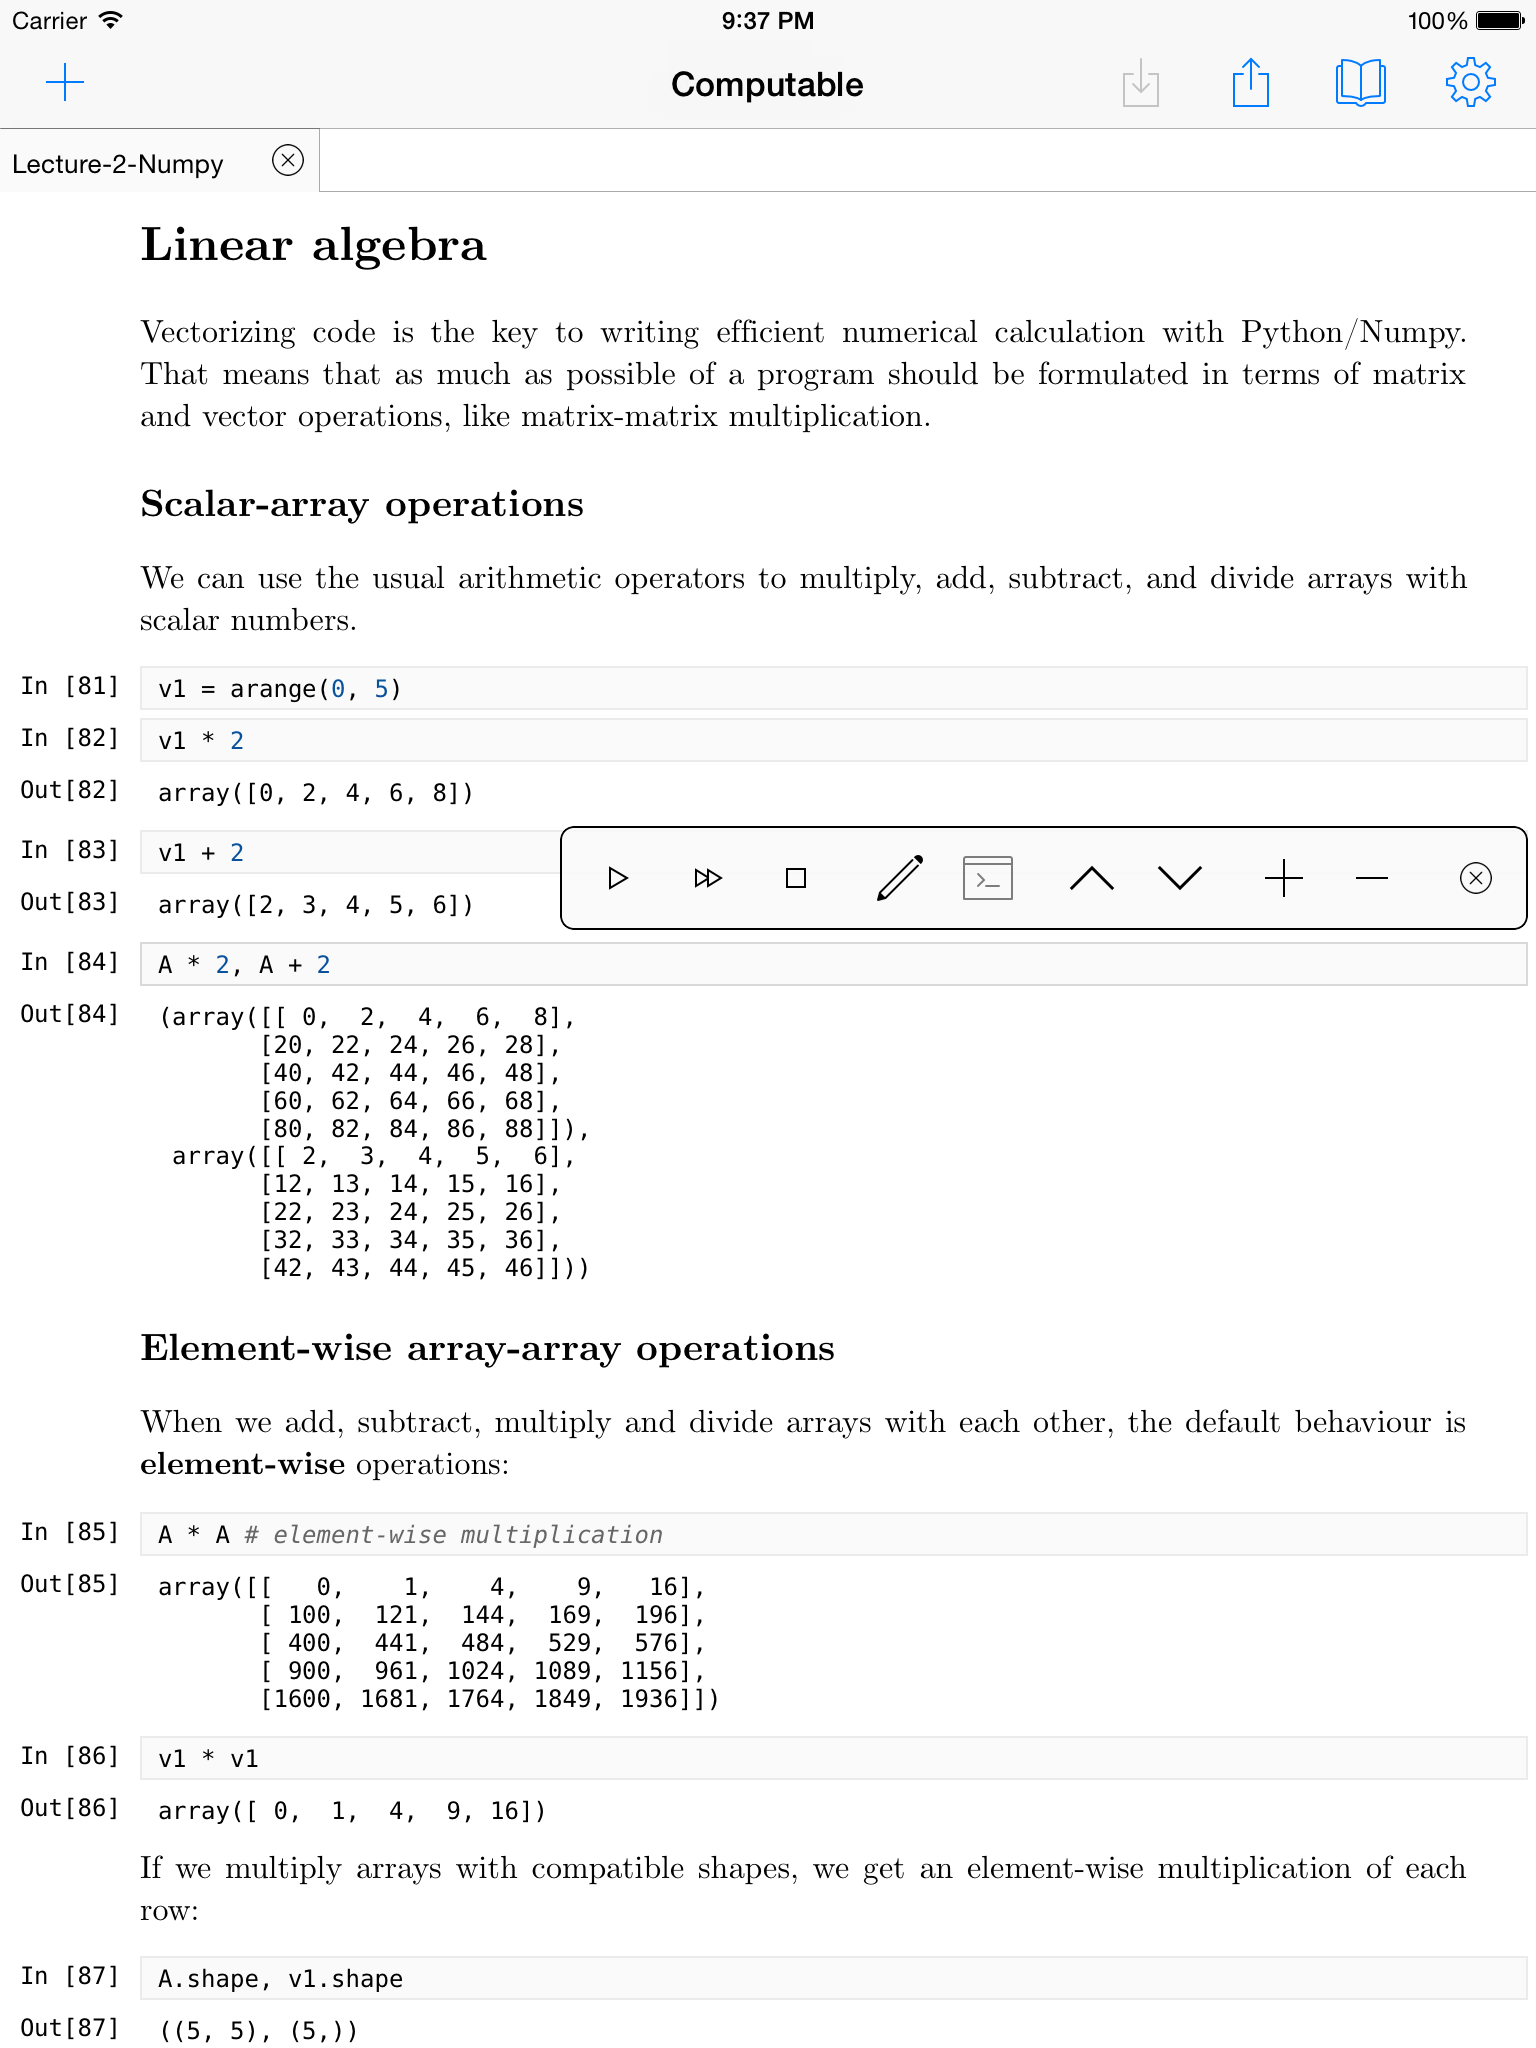 Carrier 9:37 PM 100%
Computable
Lecture-2-Numpy
Linear algebra
Vectorizing code is the key to writing efficient numerical calculation with Python/Numpy.
That means that as much as possible of a program should be formulated in terms of matrix
and vector operations, like matrix-matrix multiplication.
Scalar-array operations
We can use the usual arithmetic operators to multiply, add, subtract, and divide arrays with
scalar numbers.
In [81] v1 = arange(0, 5)
In [82] v1 * 2
Out[82] array([0, 2, 4, 6, 8])
In [83] v1 + 2
Out[83] array([2, 3, 4, 5, 6])
In [84] A * 2, A + 2
Out[84] (array([[ 0,  2,  4,  6,  8],
[20, 22, 24, 26, 28],
[40, 42, 44, 46, 48],
[60, 62, 64, 66, 68],
[80, 82, 84, 86, 88]]),
array([[ 2,  3,  4,  5,  6],
[12, 13, 14, 15, 16],
[22, 23, 24, 25, 26],
[32, 33, 34, 35, 36],
[42, 43, 44, 45, 46]]))
Element-wise array-array operations
When we add, subtract, multiply and divide arrays with each other, the default behaviour is
element-wise operations:
In [85] A * A # element-wise multiplication
Out[85] array([[   0,    1,    4,    9,   16],
[ 100,  121,  144,  169,  196],
[ 400,  441,  484,  529,  576],
[ 900,  961, 1024, 1089, 1156],
[1600, 1681, 1764, 1849, 1936]])
In [86] v1 * v1
Out[86] array([ 0,  1,  4,  9, 16])
If we multiply arrays with compatible shapes, we get an element-wise multiplication of each
row:
In [87] A.shape, v1.shape
Out[87] ((5, 5), (5,))